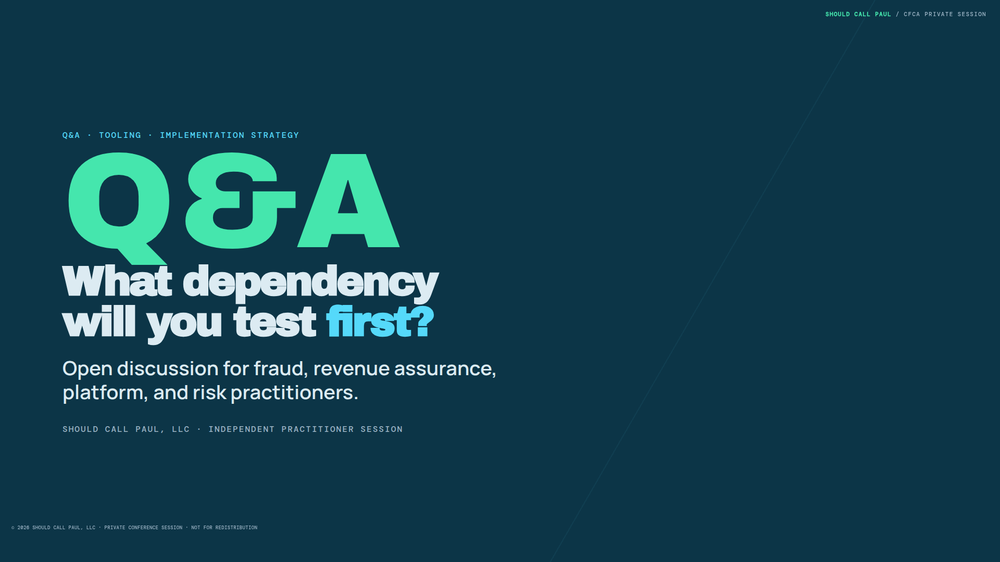 SHOULD CALL PAUL / CFCA PRIVATE SESSION
Q&A · TOOLING · IMPLEMENTATION STRATEGY
Q&A
What dependency
will you test first?
Open discussion for fraud, revenue assurance,
platform, and risk practitioners.
SHOULD CALL PAUL, LLC · INDEPENDENT PRACTITIONER SESSION
© 2026 SHOULD CALL PAUL, LLC · PRIVATE CONFERENCE SESSION · NOT FOR REDISTRIBUTION